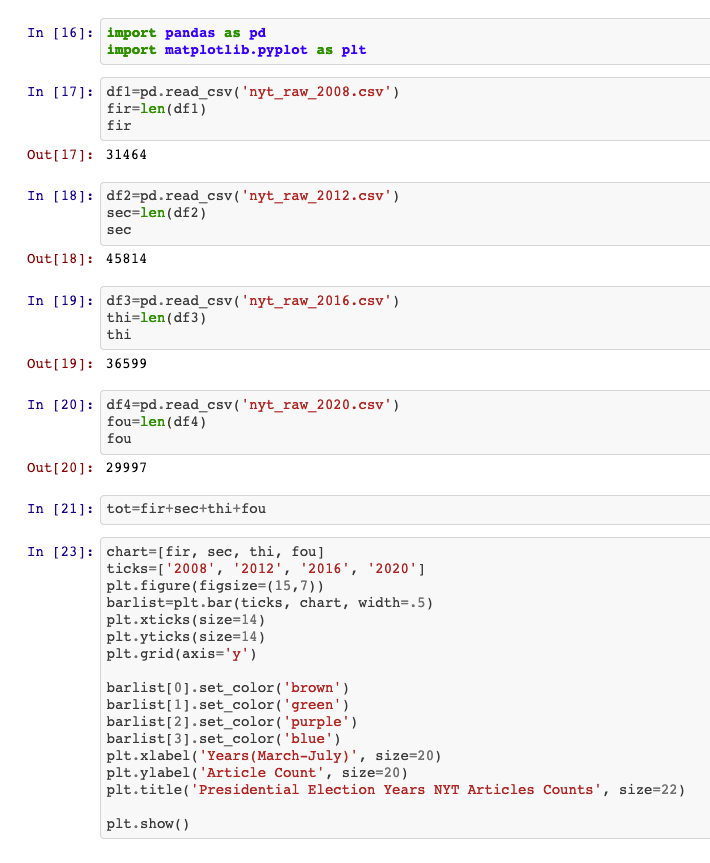 In [16]: import pandas as pd
import matplotlib.pyplot as plt
In [17]: df1=pd.read_csv('nyt_raw_2008.csv')
fir=len(df1)
fir
Out[17]: 31464
In [18]: df2=pd.read_csv('nyt_raw_2012.csv')
sec=len(df2)
sec
Out[18]: 45814
In [19]: df3=pd.read_csv('nyt_raw_2016.csv')
thi=len(df3)
thi
Out[19]: 36599
In [20]: df4=pd.read_csv('nyt_raw_2020.csv')
fou=len(df4)
fou
Out[20]: 29997
In [21]: tot=fir+sec+thi+fou
In [23]: chart=[fir, sec, thi, fou]
ticks=['2008', '2012', '2016', '2020']
plt.figure(figsize=(15,7))
barlist=plt.bar(ticks, chart, width=.5)
plt.xticks(size=14)
plt.yticks(size=14)
plt.grid(axis='y')
barlist[0].set_color('brown')
barlist[1].set_color('green')
barlist[2].set_color('purple')
barlist[3].set_color('blue')
plt.xlabel('Years(March-July)', size=20)
plt.ylabel('Article Count', size=20)
plt.title('Presidential Election Years NYT Articles Counts', size=22)
plt.show()